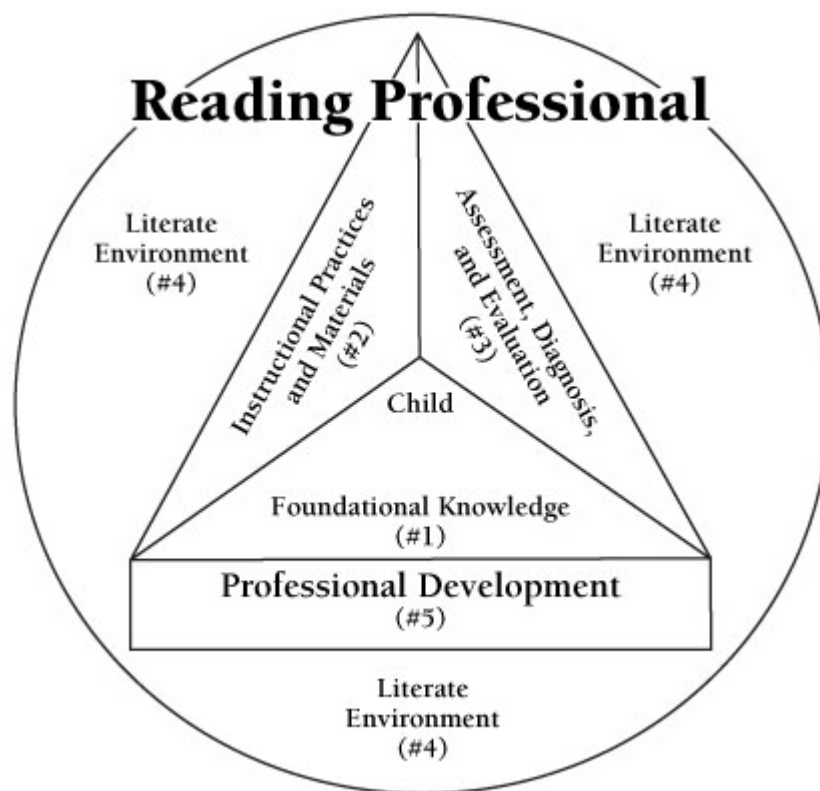 Reading Professional
Literate
Environment
(#4)
Instructional Practices
and Materials
(#2)
Assessment, Diagnosis,
and Evaluation
(#3)
Literate
Environment
(#4)
Child
Foundational Knowledge
(#1)
Professional Development
(#5)
Literate
Environment
(#4)